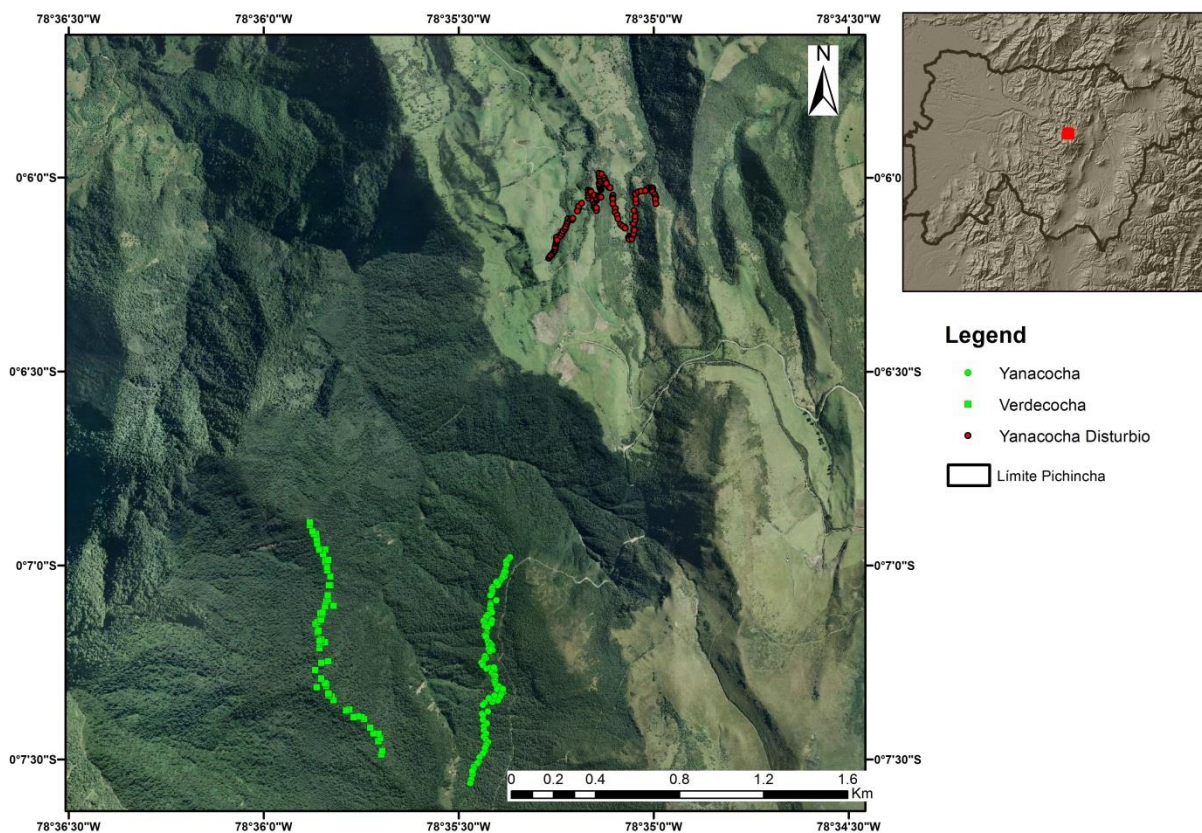 78°36'30"W 78°36'0"W 78°35'30"W 78°35'0"W 78°34'30"W
N
0°6'0"S 0°6'0"S
0°6'30"S 0°6'30"S
0°7'0"S 0°7'0"S
0°7'30"S 0°7'30"S
0 0.2 0.4 0.8 1.2 1.6
Km
78°36'30"W 78°36'0"W 78°35'30"W 78°35'0"W 78°34'30"W
Legend
Yanacocha
Verdecocha
Yanacocha Disturbio
Límite Pichincha